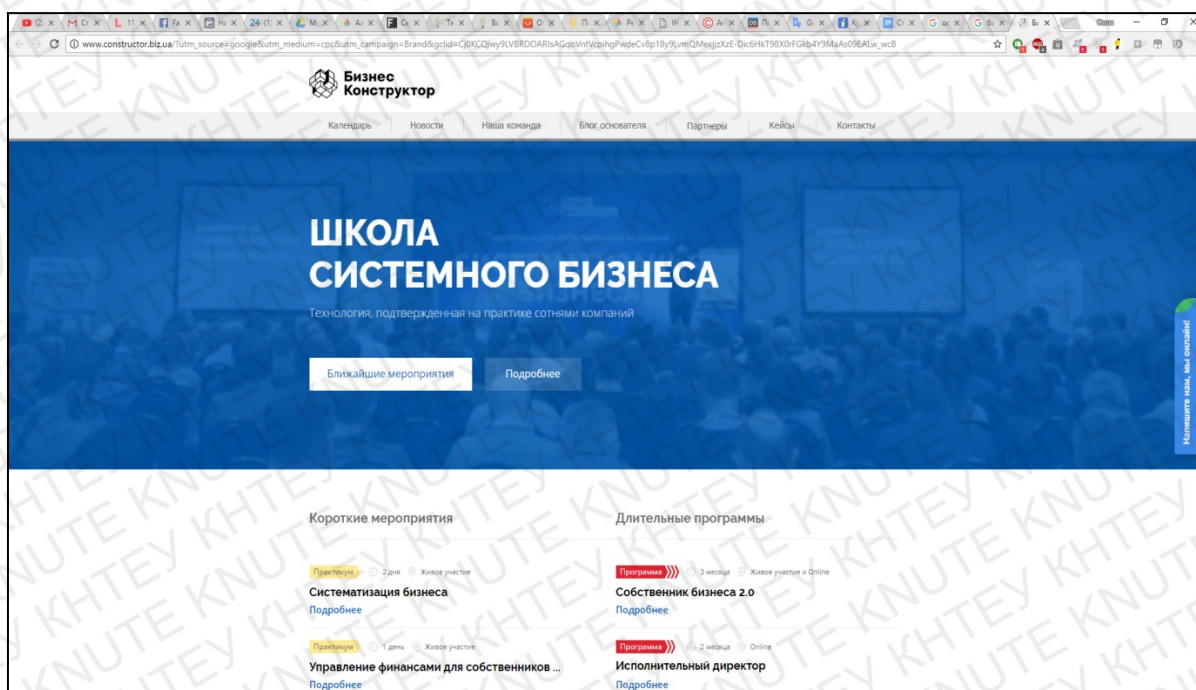 www.constructor.biz.ua/?utm_source=google&utm_medium=cpc&utm_campaign=Brand&gclid=
Бизнес
Конструктор
Календарь Новости Наша команда Блог основателя Партнеры Кейсы Контакты
ШКОЛА
СИСТЕМНОГО БИЗНЕСА
Технология, подтвержденная на практике сотнями компаний
Ближайшие мероприятия Подробнее
Напишите нам, мы онлайн!
Короткие мероприятия
Практикум 2 дня Живое участие
Систематизация бизнеса
Подробнее
Практикум 1 день Живое участие
Управление финансами для собственников ...
Подробнее
Длительные программы
Программа 3 месяца Живое участие и Online
Собственник бизнеса 2.0
Подробнее
Программа 2 месяца Online
Исполнительный директор
Подробнее
KNUTE КНТЕУ